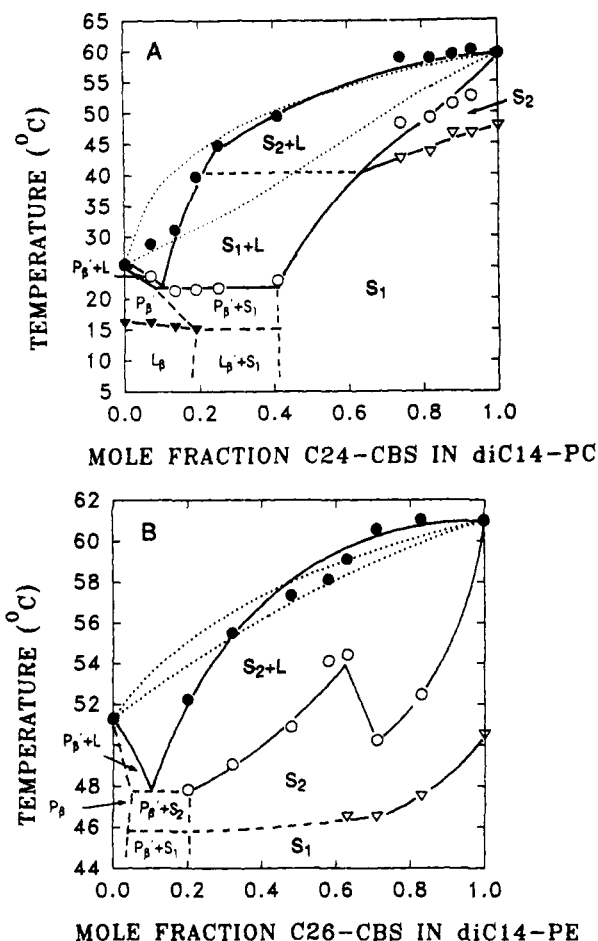 A
TEMPERATURE (°C)
65
60
55
50
45
40
35
30
25
20
15
10
5
S₂
S₂+L
S₁+L
Pβ'+L
Pβ'
Pβ'+S₁
S₁
Lβ'
Lβ'+S₁
0.0 0.2 0.4 0.6 0.8 1.0
MOLE FRACTION C24-CBS IN diC14-PC
B
TEMPERATURE (°C)
62
60
58
56
54
52
50
48
46
44
S₂+L
Pβ'+L
Pβ'
Pβ'+S₂
S₂
Pβ'+S₁
S₁
0.0 0.2 0.4 0.6 0.8 1.0
MOLE FRACTION C26-CBS IN diC14-PE